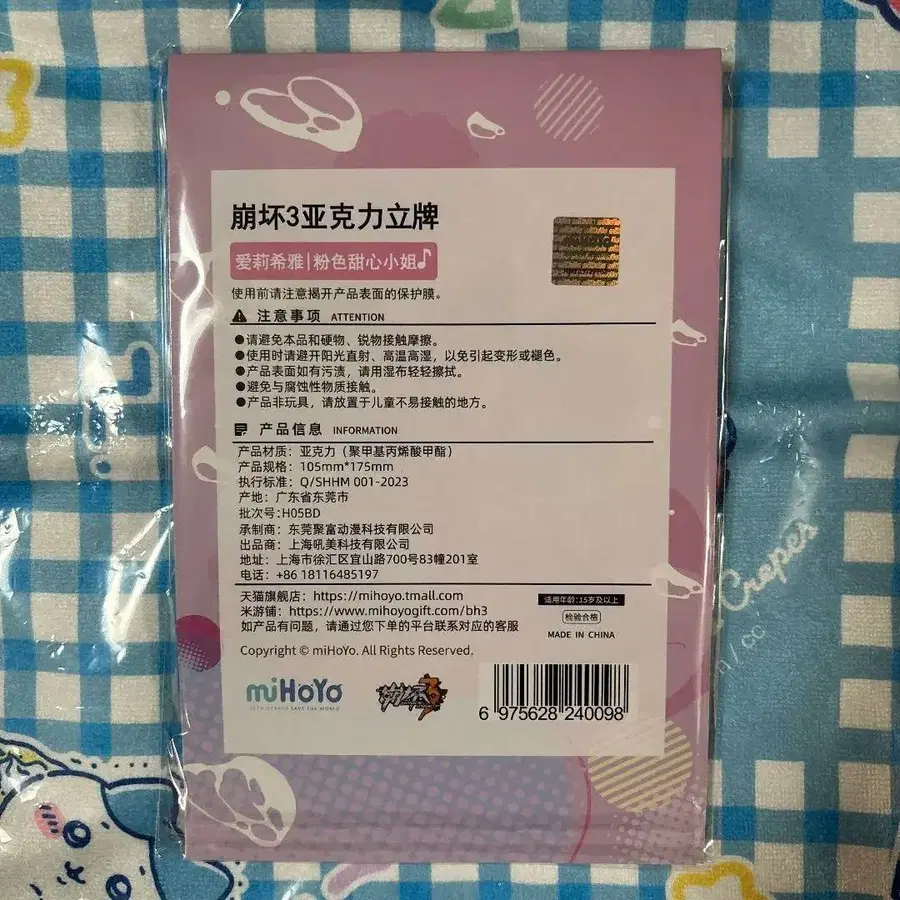 崩坏3亚克力立牌
爱莉希雅|粉色甜心小姐♪
使用前请注意揭开产品表面的保护膜。
注意事项 ATTENTION
●请避免本品和硬物、锐物接触摩擦。
●使用时请避开阳光直射、高温高湿，以免引起变形或褪色。
●产品表面如有污渍，请用湿布轻轻擦拭。
●避免与腐蚀性物质接触。
●产品非玩具，请放置于儿童不易接触的地方。
产品信息 INFORMATION
产品材质：亚克力（聚甲基丙烯酸甲酯）
产品规格：105mm*175mm
执行标准：Q/SHHM 001-2023
产地：广东省东莞市
批次号:H05BD
承制商：东莞聚富动漫科技有限公司
出品商：上海吼美科技有限公司
地址：上海市徐汇区宜山路700号83幢201室
电话：+86 18116485197
天猫旗舰店：https://mihoyo.tmall.com
米游铺：https://www.mihoyogift.com/bh3
如产品有问题，请通过您下单的平台联系对应的客服
适用年龄:15岁及以上
检验合格
MADE IN CHINA
Copyright © miHoYo. All Rights Reserved.
miHoYo
TECH OTAKUS SAVE THE WORLD
崩坏3
6 975628 240098
Crepes